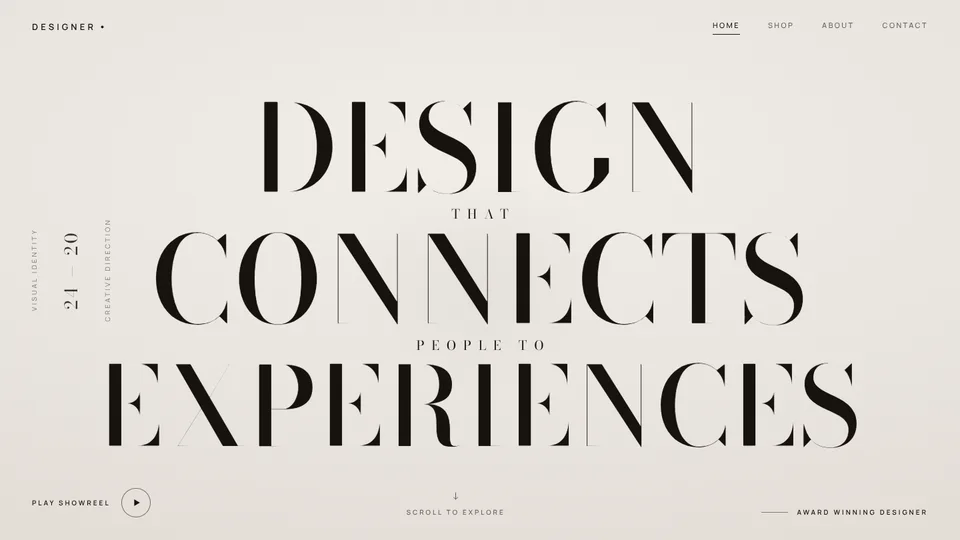 DESIGNER •
HOME SHOP ABOUT CONTACT
DESIGN
THAT
CONNECTS
PEOPLE TO
EXPERIENCES
VISUAL IDENTITY
24 — 20
CREATIVE DIRECTION
PLAY SHOWREEL
↓
SCROLL TO EXPLORE
AWARD WINNING DESIGNER